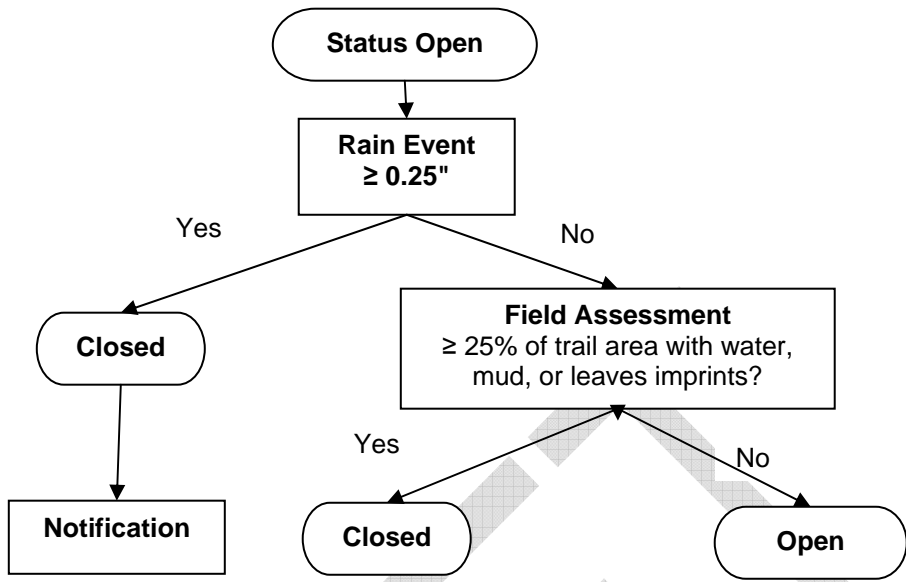 Status Open
Rain Event
≥ 0.25"
Yes
No
Closed
Field Assessment
≥ 25% of trail area with water,
mud, or leaves imprints?
Notification
Yes
No
Closed
Open